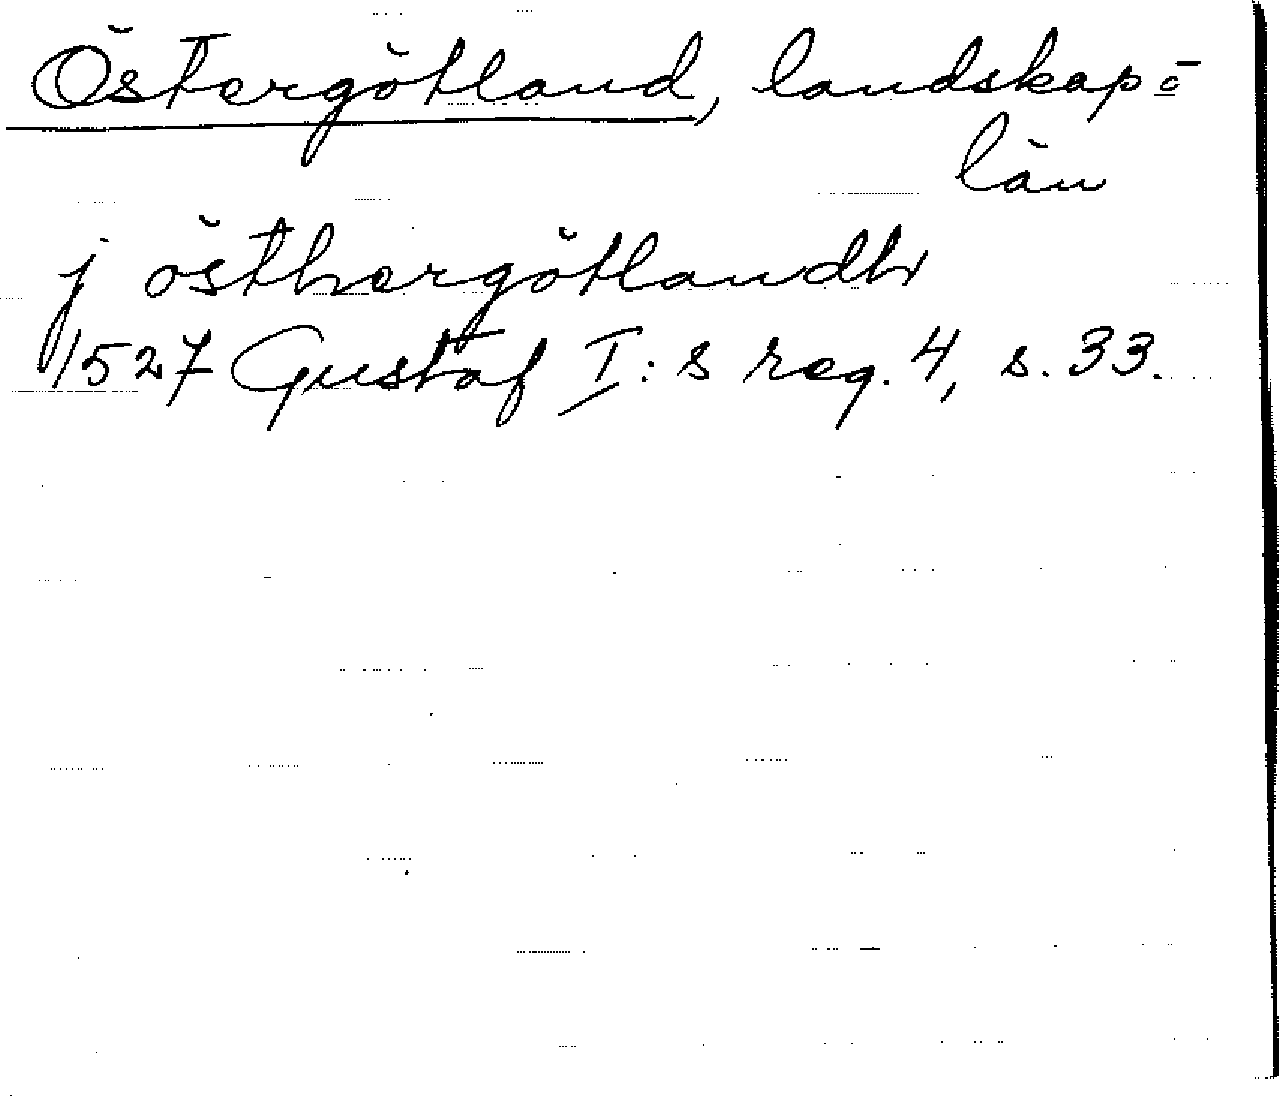 Östergötland, landskap o
län
j östhergötlandh
1527 Gustaf I:s reg. 4, s. 33.